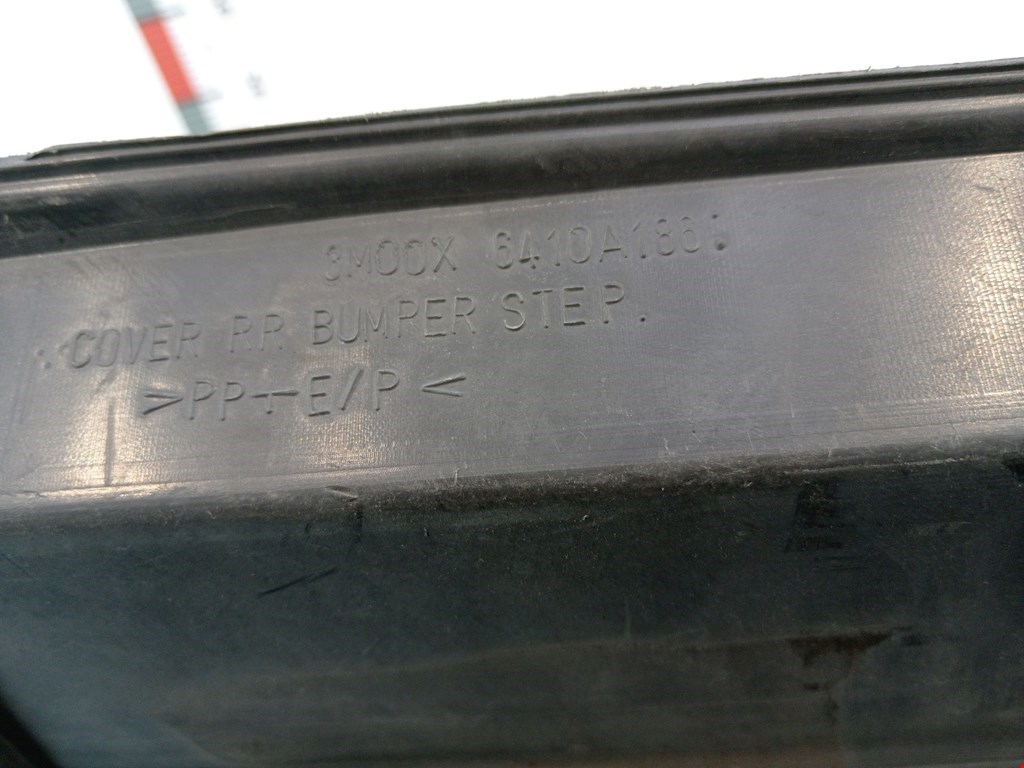 3M00X 6410A186
COVER RR BUMPER STEP.
>PP+E/P<